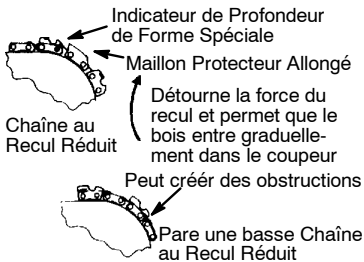 Indicateur de Profondeur
de Forme Spéciale
Maillon Protecteur Allongé
Détourne la force du
recul et permet que le
bois entre graduelle-
ment dans le coupeur
Chaîne au
Recul Réduit
Peut créér des obstructions
Pare une basse Chaîne
au Recul Réduit